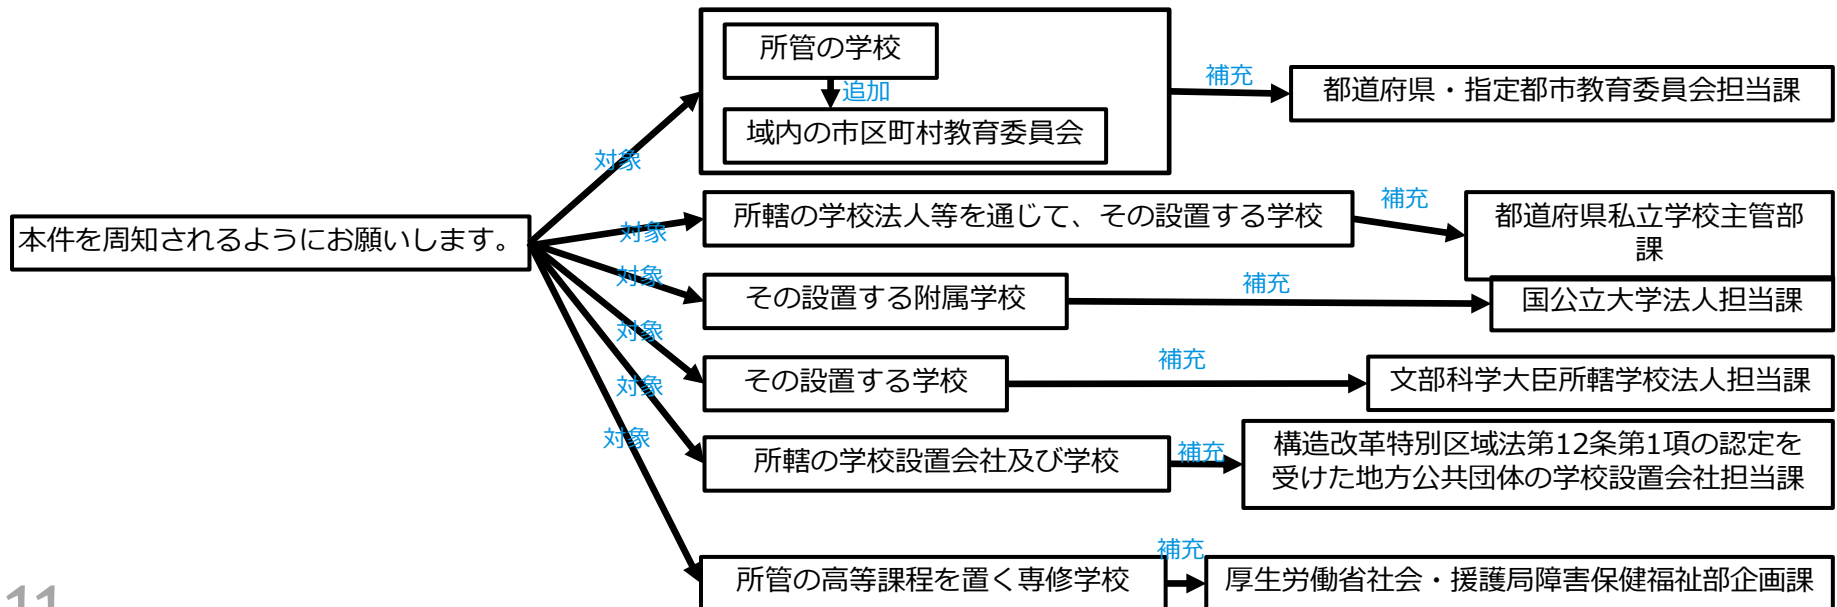 所管の学校
追加
域内の市区町村教育委員会
補充
都道府県・指定都市教育委員会担当課
対象
本件を周知されるようにお願いします。
対象
所轄の学校法人等を通じて、その設置する学校
補充
都道府県私立学校主管部
課
対象
その設置する附属学校
補充
国公立大学法人担当課
対象
その設置する学校
補充
文部科学大臣所轄学校法人担当課
対象
所轄の学校設置会社及び学校
補充
構造改革特別区域法第12条第1項の認定を
受けた地方公共団体の学校設置会社担当課
対象
所管の高等課程を置く専修学校
補充
厚生労働省社会・援護局障害保健福祉部企画課
11